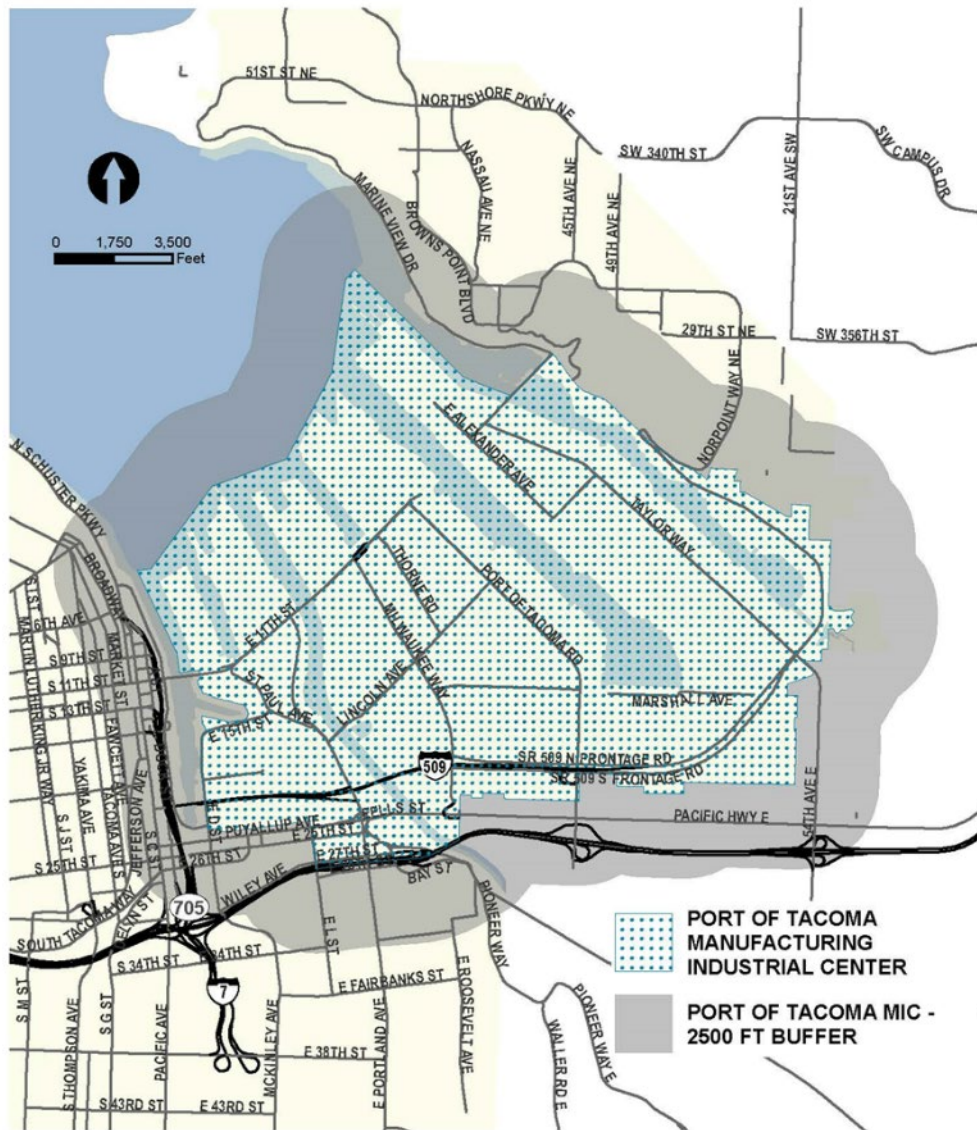 51ST ST NE
NORTHSHORE PKWY NE
SW 340TH ST
SW CAMPUS DR
21ST AVE SW
NASSAU AVE NE
45TH AVE NE
49TH AVE NE
MARINE VIEW DR
BROWNS POINT BLVD
0 1,750 3,500
Feet
29TH ST NE
SW 356TH ST
NORPOINT WAY NE
E ALEXANDER AVE
TAYLOR WAY
N SCHUSTER PKWY
BROADWAY
THORNE RD
PORT OF TACOMA RD
E 11TH ST
MILWAUKEE WAY
S I ST
6TH AVE
MARTIN LUTHER KING JR WAY
MARKET ST
S 9TH ST
S 11TH ST
S 13TH ST
ST PAUL AVE
LINCOLN AVE
E 15TH ST
MARSHALL AVE
FAWCETT AVE
YAKIMA AVE
TACOMA AVE S
JEFFERSON AVE
S J ST
S C ST
SR 509 N FRONTAGE RD
509
SR 509 S FRONTAGE RD
54TH AVE E
PACIFIC HWY E
E D ST
PUYALLUP AVE
E 25TH ST
E 26TH ST
E 27TH ST
S 25TH ST
BAY ST
WILEY AVE
705
SOUTH TACOMA WAY
PIONEER WAY
E L ST
S 34TH ST
E 34TH ST
E FAIRBANKS ST
E ROOSEVELT AVE
7
PORT OF TACOMA
MANUFACTURING
INDUSTRIAL CENTER
PORT OF TACOMA MIC -
2500 FT BUFFER
S M ST
S THOMPSON AVE
S G ST
PACIFIC AVE
MCKINLEY AVE
E 38TH ST
E PORTLAND AVE
S 43RD ST
E 43RD ST
WALLER RD E
PIONEER WAY E